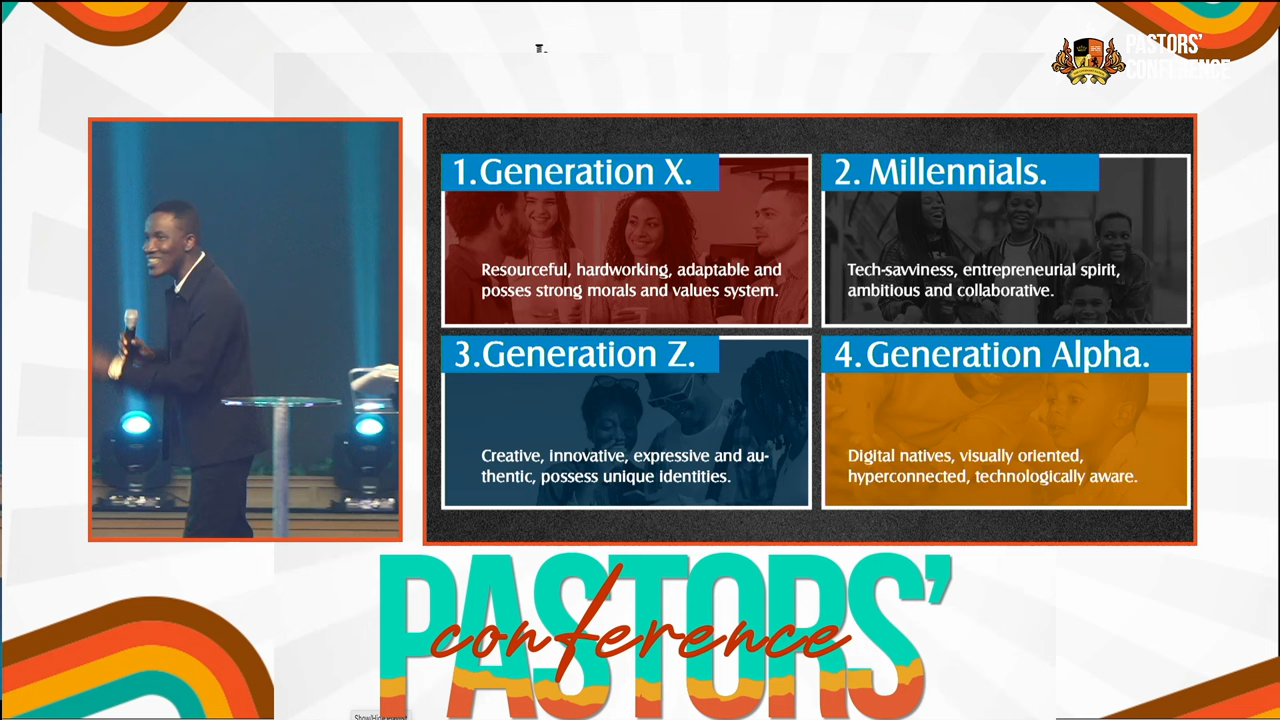 PASTORS'
CONFERENCE
1.Generation X.
Resourceful, hardworking, adaptable and
posses strong morals and values system.
2. Millennials.
Tech-savviness, entrepreneurial spirit,
ambitious and collaborative.
3.Generation Z.
Creative, innovative, expressive and au-
thentic, possess unique identities.
4.Generation Alpha.
Digital natives, visually oriented,
hyperconnected, technologically aware.
PASTORS'
conference